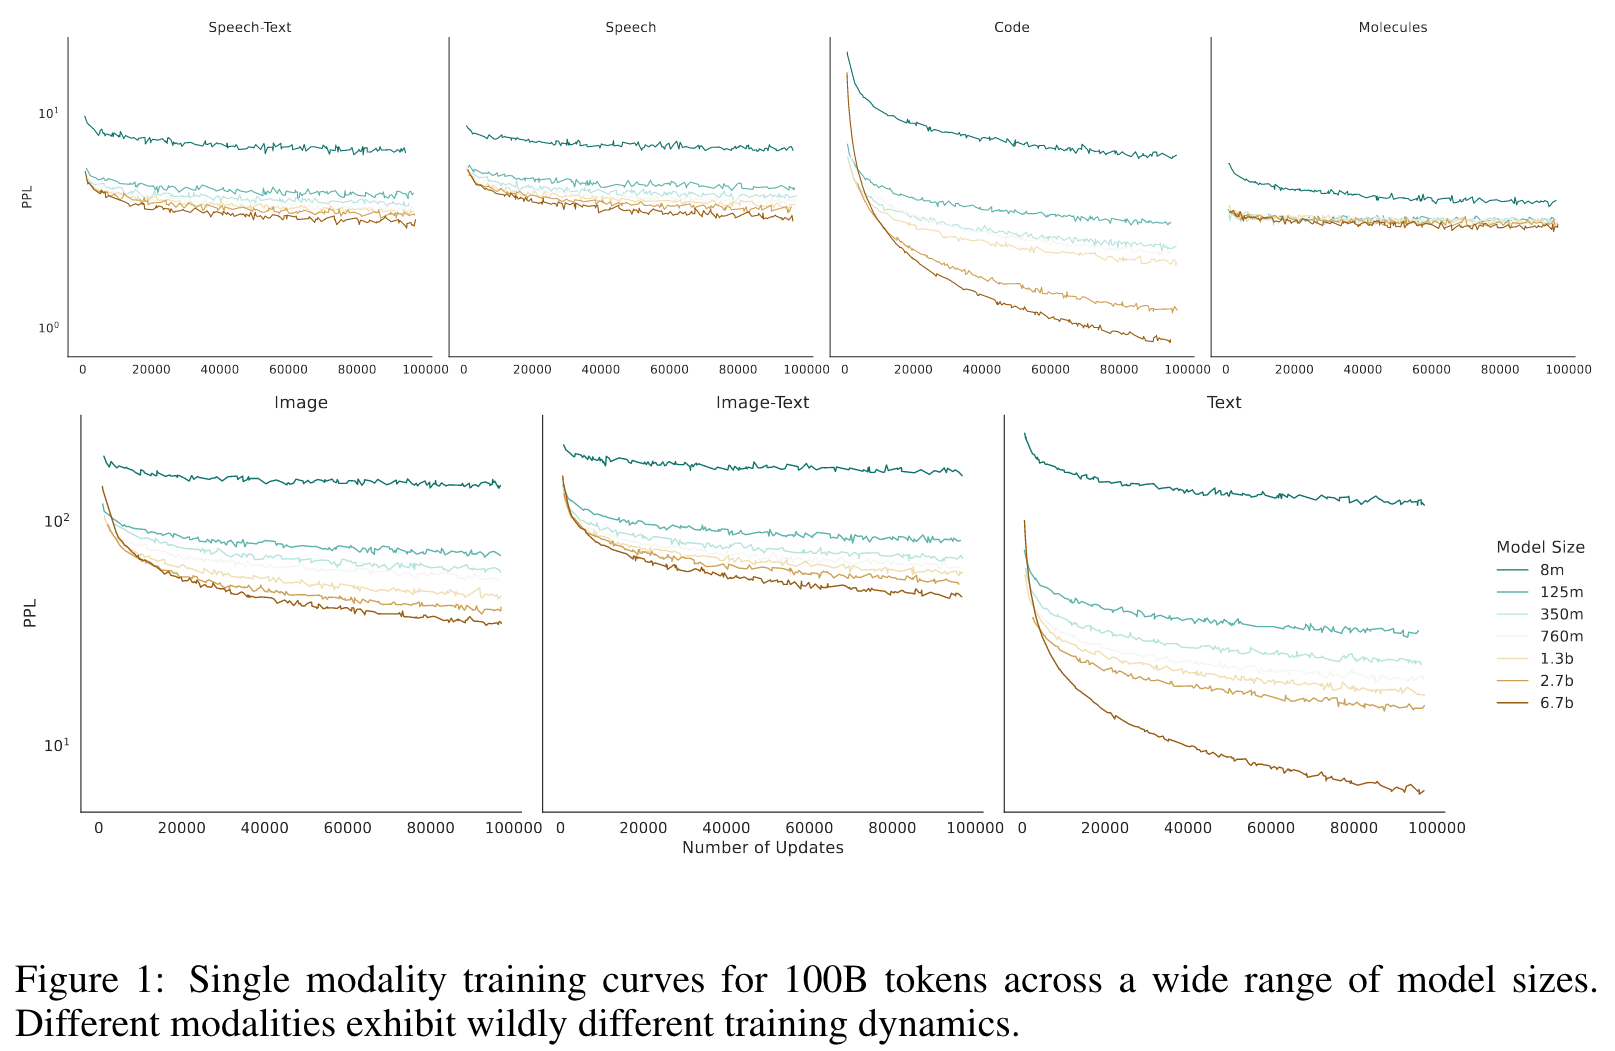 Speech-Text Speech Code Molecules
10¹
PPL
10⁰
0 20000 40000 60000 80000 100000 0 20000 40000 60000 80000 100000 0 20000 40000 60000 80000 100000 0 20000 40000 60000 80000 100000
Image Image-Text Text
10²
PPL
10¹
0 20000 40000 60000 80000 100000 0 20000 40000 60000 80000 100000 0 20000 40000 60000 80000 100000
Number of Updates
Model Size
8m
125m
350m
760m
1.3b
2.7b
6.7b
Figure 1: Single modality training curves for 100B tokens across a wide range of model sizes.
Different modalities exhibit wildly different training dynamics.